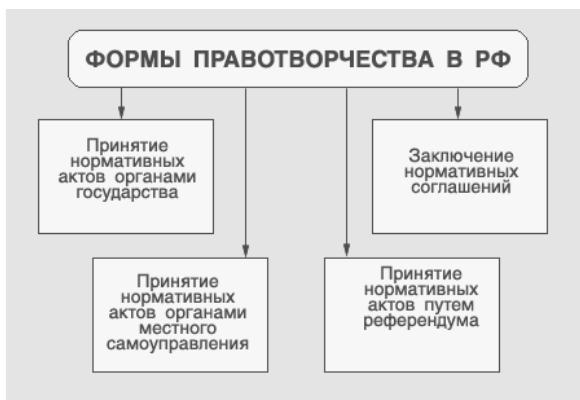 ФОРМЫ ПРАВОТВОРЧЕСТВА В РФ
Принятие
нормативных
актов органами
государства
Заключение
нормативных
соглашений
Принятие
нормативных
актов органами
местного
самоуправления
Принятие
нормативных
актов путем
референдума